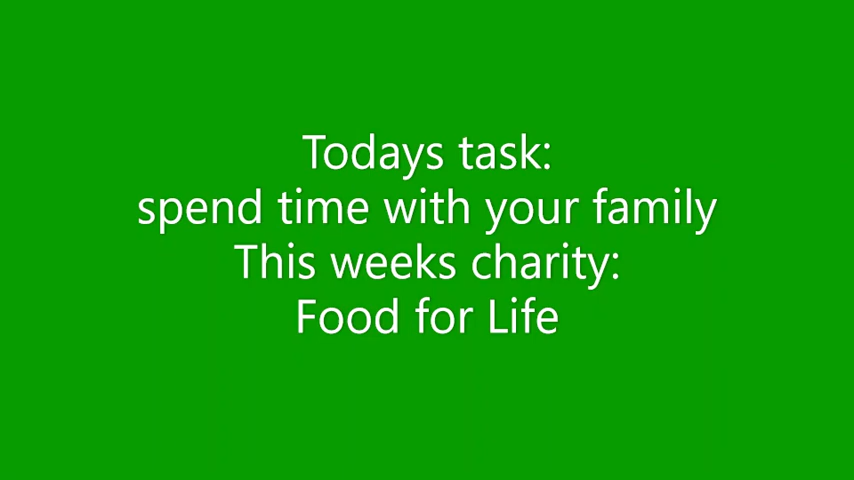 Todays task:
spend time with your family
This weeks charity:
Food for Life